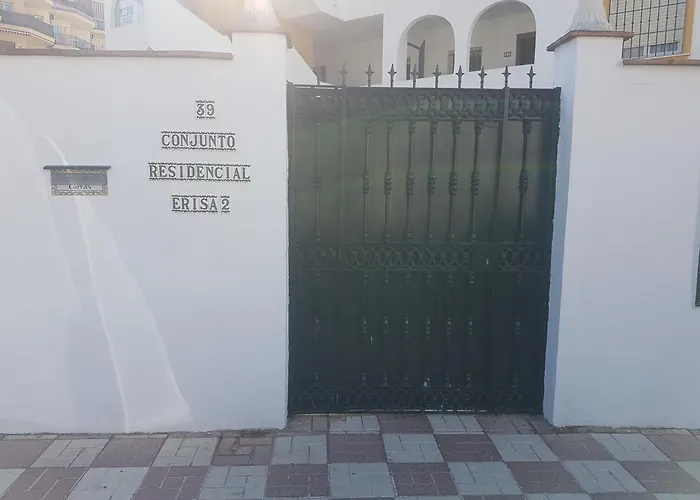 39
CONJUNTO
RESIDENCIAL
ERISA 2